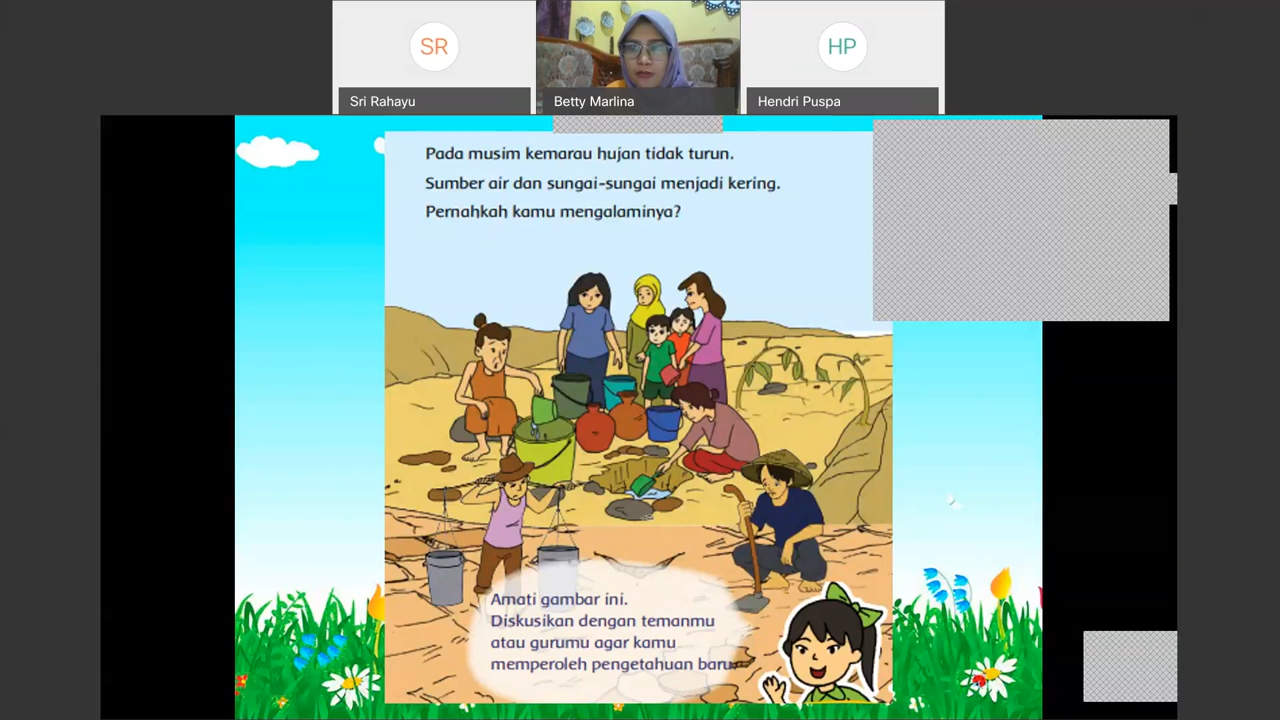 SR
HP
Sri Rahayu
Betty Marlina
Hendri Puspa
Pada musim kemarau hujan tidak turun.
Sumber air dan sungai-sungai menjadi kering.
Pernahkah kamu mengalaminya?
Amati gambar ini.
Diskusikan dengan temanmu
atau gurumu agar kamu
memperoleh pengetahuan baru.